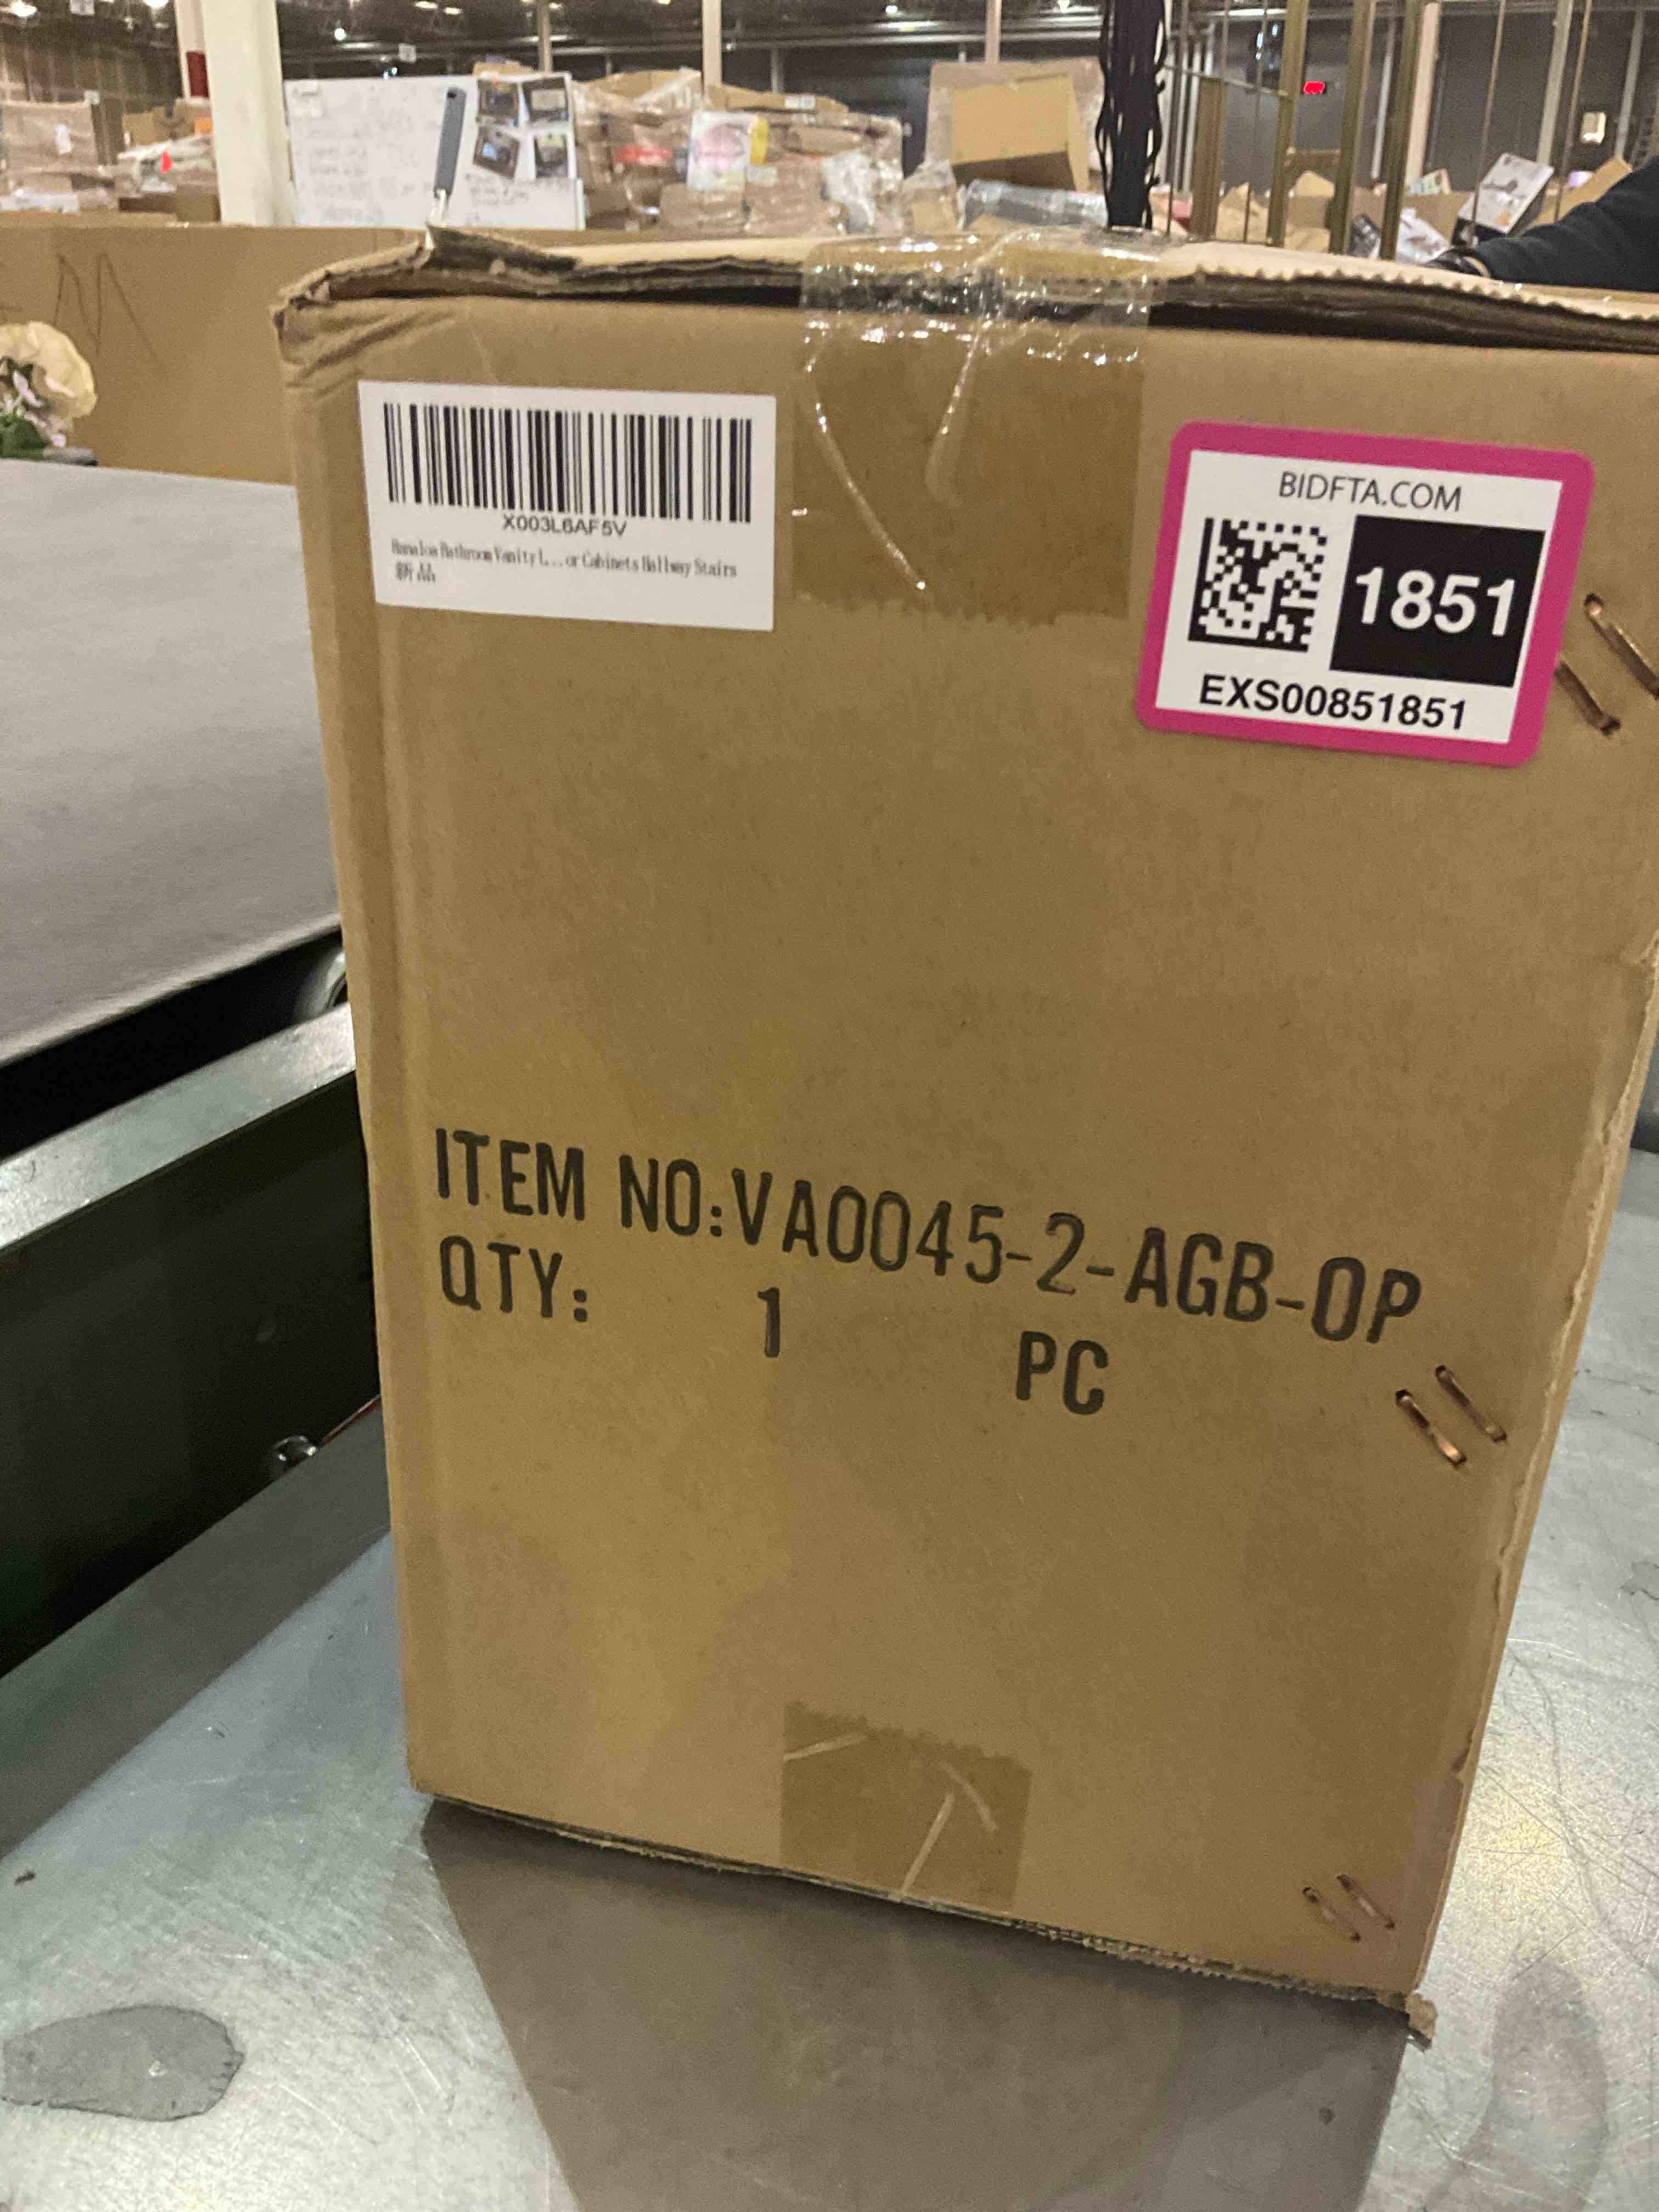 X003L6AF5V
Bathroom Vanity L... or Cabinets Hallway Stairs
新品
BIDFTA.COM
1851
EXS00851851
ITEM NO:VA0045-2-AGB-OP
QTY: 1 PC